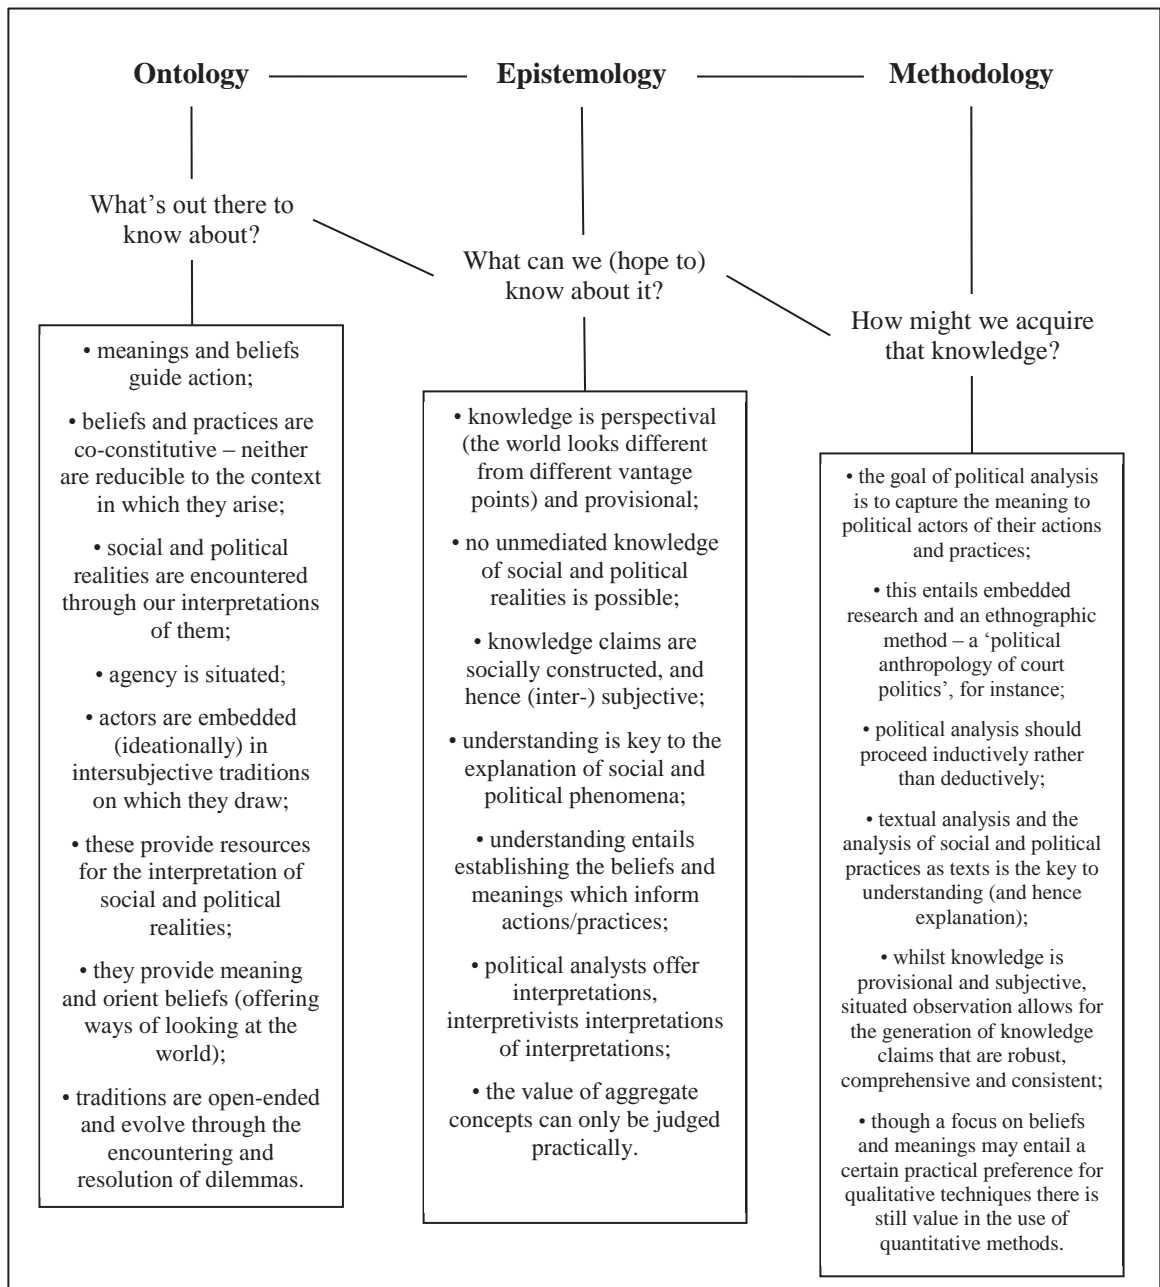 Ontology
Epistemology
Methodology
What’s out there to
know about?
What can we (hope to)
know about it?
How might we acquire
that knowledge?
• meanings and beliefs
guide action;
• beliefs and practices are
co-constitutive – neither
are reducible to the context
in which they arise;
• social and political
realities are encountered
through our interpretations
of them;
• agency is situated;
• actors are embedded
(ideationally) in
intersubjective traditions
on which they draw;
• these provide resources
for the interpretation of
social and political
realities;
• they provide meaning
and orient beliefs (offering
ways of looking at the
world);
• traditions are open-ended
and evolve through the
encountering and
resolution of dilemmas.
• knowledge is perspectival
(the world looks different
from different vantage
points) and provisional;
• no unmediated knowledge
of social and political
realities is possible;
• knowledge claims are
socially constructed, and
hence (inter-) subjective;
• understanding is key to the
explanation of social and
political phenomena;
• understanding entails
establishing the beliefs and
meanings which inform
actions/practices;
• political analysts offer
interpretations,
interpretivists interpretations
of interpretations;
• the value of aggregate
concepts can only be judged
practically.
• the goal of political analysis
is to capture the meaning to
political actors of their actions
and practices;
• this entails embedded
research and an ethnographic
method – a ‘political
anthropology of court
politics’, for instance;
• political analysis should
proceed inductively rather
than deductively;
• textual analysis and the
analysis of social and political
practices as texts is the key to
understanding (and hence
explanation);
• whilst knowledge is
provisional and subjective,
situated observation allows for
the generation of knowledge
claims that are robust,
comprehensive and consistent;
• though a focus on beliefs
and meanings may entail a
certain practical preference for
qualitative techniques there is
still value in the use of
quantitative methods.